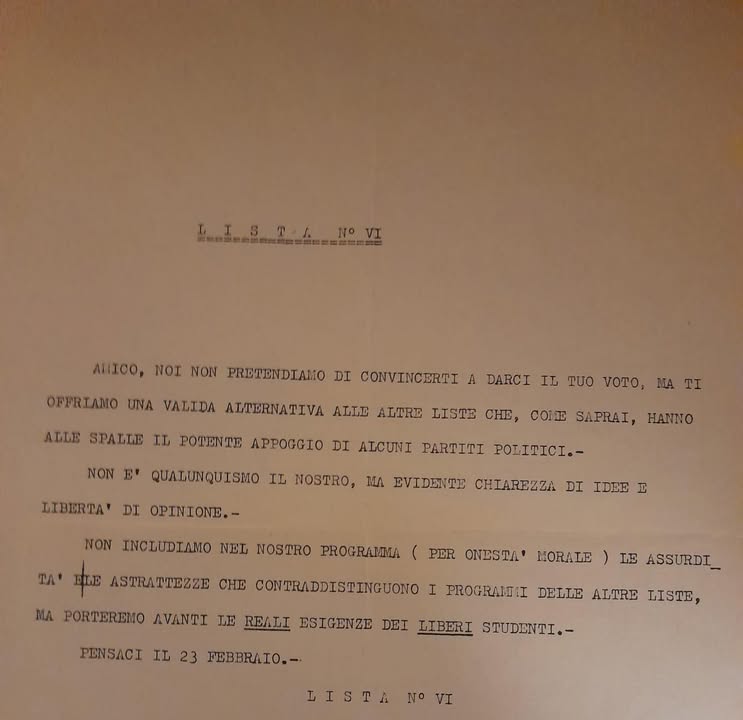 L I S T A  Nº VI
AMICO, NOI NON PRETENDIAMO DI CONVINCERTI A DARCI IL TUO VOTO, MA TI
OFFRIAMO UNA VALIDA ALTERNATIVA ALLE ALTRE LISTE CHE, COME SAPRAI, HANNO
ALLE SPALLE IL POTENTE APPOGGIO DI ALCUNI PARTITI POLITICI.-
NON E' QUALUNQUISMO IL NOSTRO, MA EVIDENTE CHIAREZZA DI IDEE E
LIBERTA' DI OPINIONE.-
NON INCLUDIAMO NEL NOSTRO PROGRAMMA ( PER ONESTA' MORALE ) LE ASSURDI_
TA' E|LE ASTRATTEZZE CHE CONTRADDISTINGUONO I PROGRAMMI DELLE ALTRE LISTE,
MA PORTEREMO AVANTI LE REALI ESIGENZE DEI LIBERI STUDENTI.-
PENSACI IL 23 FEBBRAIO.-
L I S T A  Nº VI